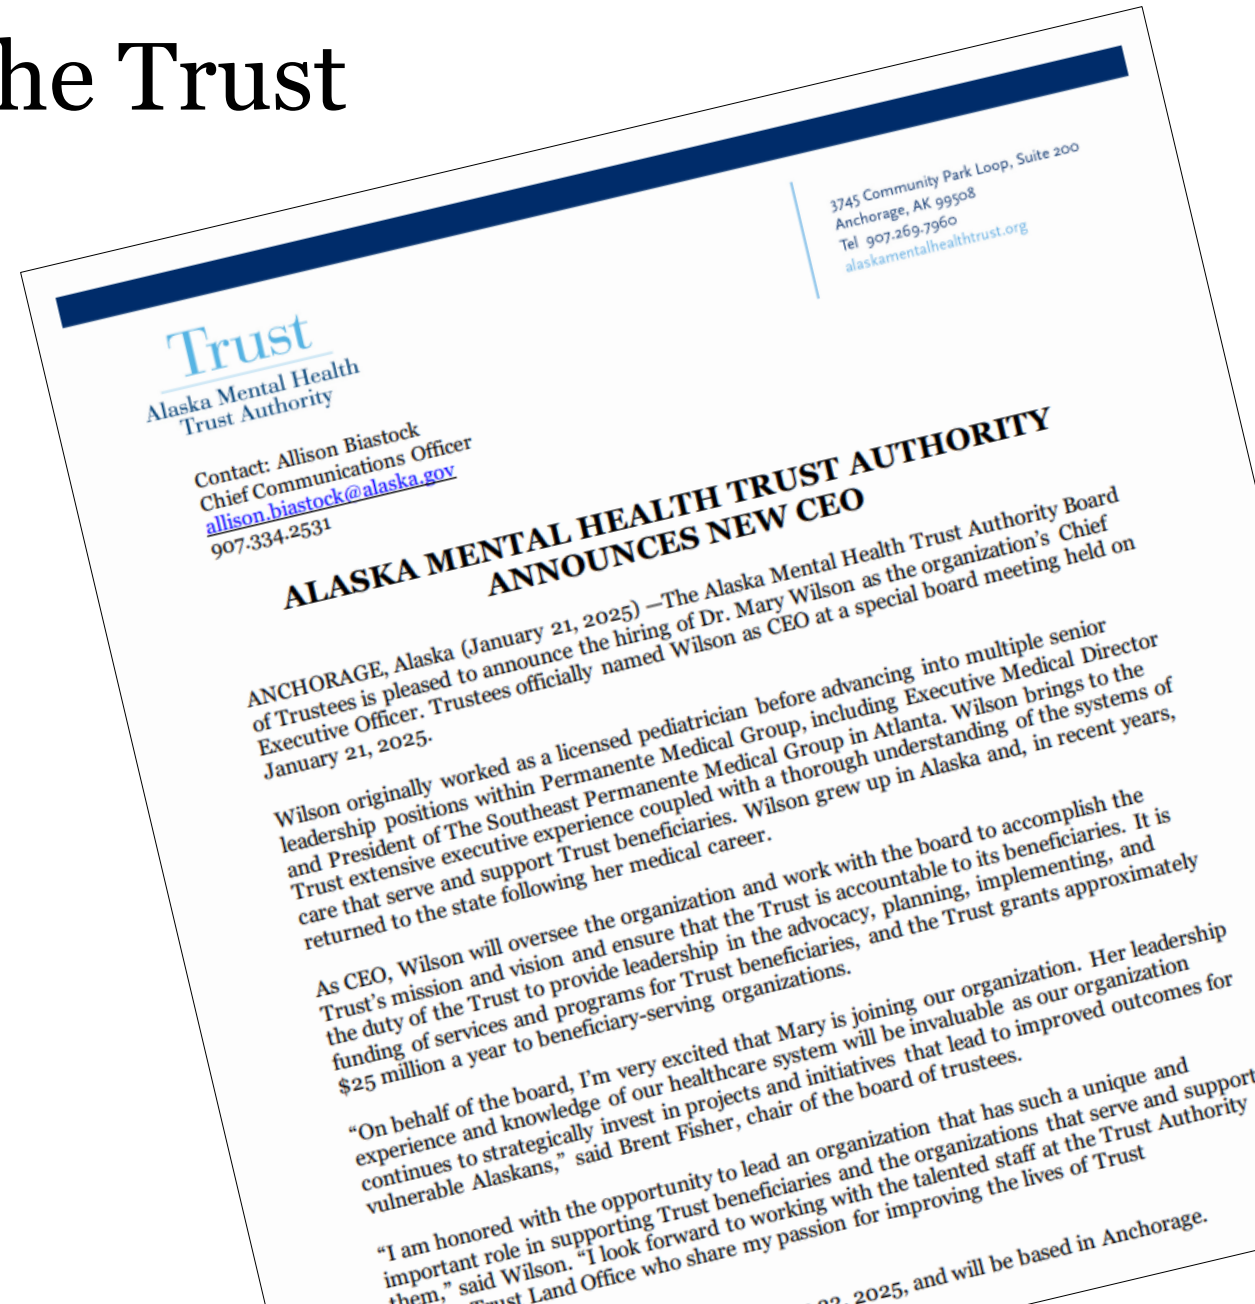 he Trust
3745 Community Park Loop, Suite 200
Anchorage, AK 99508
Tel 907.269.7960
alaskamentalhealthtrust.org
Trust
Alaska Mental Health
Trust Authority
Contact: Allison Biastock
Chief Communications Officer
allison.biastock@alaska.gov
907.334.2531
ALASKA MENTAL HEALTH TRUST AUTHORITY
ANNOUNCES NEW CEO
ANCHORAGE, Alaska (January 21, 2025) —The Alaska Mental Health Trust Authority Board
of Trustees is pleased to announce the hiring of Dr. Mary Wilson as the organization's Chief
Executive Officer. Trustees officially named Wilson as CEO at a special board meeting held on
January 21, 2025.
Wilson originally worked as a licensed pediatrician before advancing into multiple senior
leadership positions within Permanente Medical Group, including Executive Medical Director
and President of The Southeast Permanente Medical Group in Atlanta. Wilson brings to the
Trust extensive executive experience coupled with a thorough understanding of the systems of
care that serve and support Trust beneficiaries. Wilson grew up in Alaska and, in recent years,
returned to the state following her medical career.
As CEO, Wilson will oversee the organization and work with the board to accomplish the
Trust's mission and vision and ensure that the Trust is accountable to its beneficiaries. It is
the duty of the Trust to provide leadership in the advocacy, planning, implementing, and
funding of services and programs for Trust beneficiaries, and the Trust grants approximately
$25 million a year to beneficiary-serving organizations.
“On behalf of the board, I'm very excited that Mary is joining our organization. Her leadership
experience and knowledge of our healthcare system will be invaluable as our organization
continues to strategically invest in projects and initiatives that lead to improved outcomes for
vulnerable Alaskans,” said Brent Fisher, chair of the board of trustees.
“I am honored with the opportunity to lead an organization that has such a unique and
important role in supporting Trust beneficiaries and the organizations that serve and support
them,” said Wilson. “I look forward to working with the talented staff at the Trust Authority
Trust Land Office who share my passion for improving the lives of Trust
2025, and will be based in Anchorage.